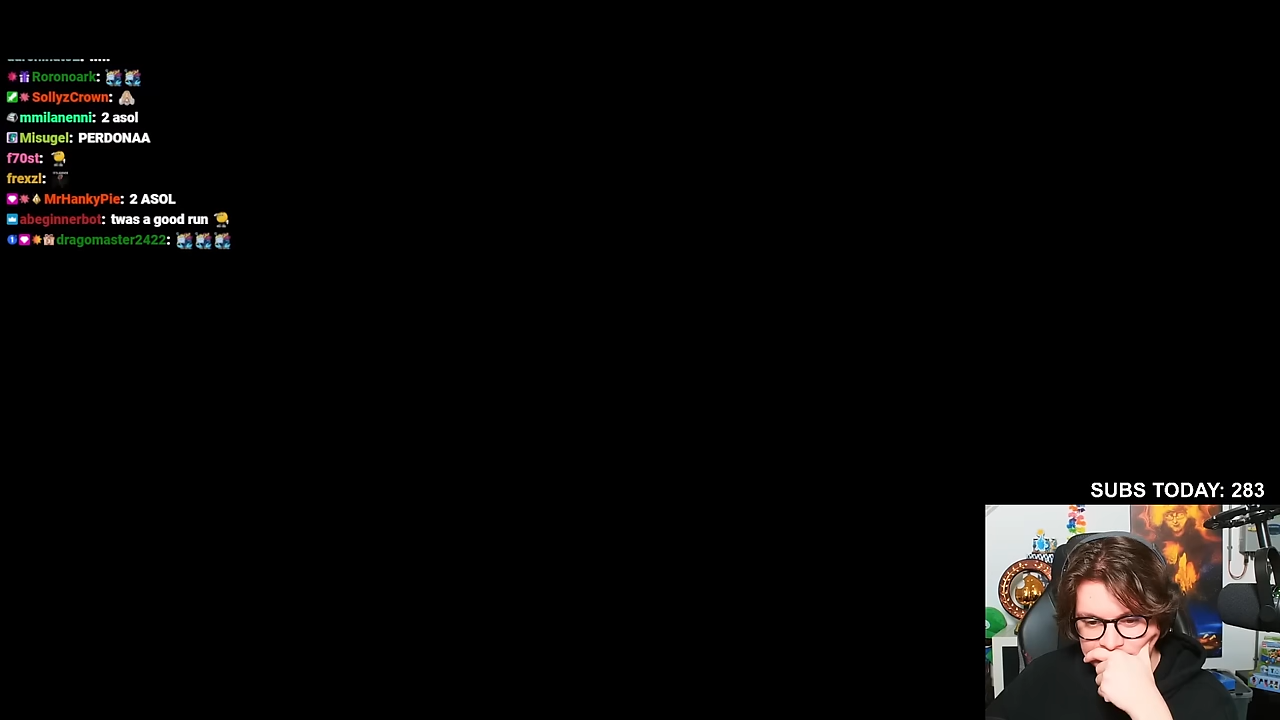 Roronoark:
SollyzCrown:
mmilanenni: 2 asol
Misugel: PERDONAA
f70st:
frexzl:
MrHankyPie: 2 ASOL
abeginnerbot: twas a good run
dragomaster2422:
SUBS TODAY: 283